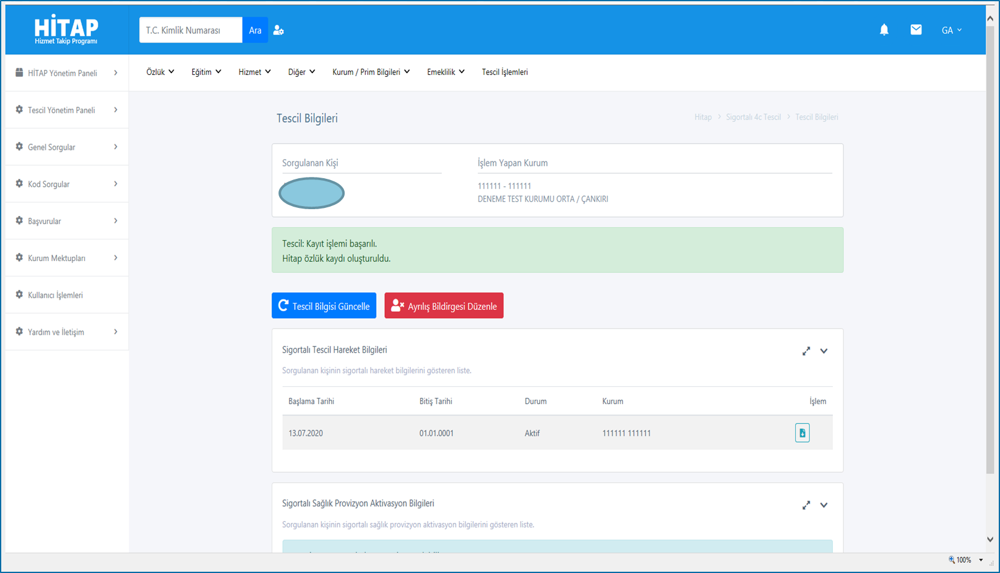 HİTAP
Hizmet Takip Programı
T.C. Kimlik Numarası
Ara
GA
HİTAP Yönetim Paneli
Tescil Yönetim Paneli
Genel Sorgular
Kod Sorgular
Başvurular
Kurum Mektupları
Kullanıcı İşlemleri
Yardım ve İletişim
Özlük
Eğitim
Hizmet
Diğer
Kurum / Prim Bilgileri
Emeklilik
Tescil İşlemleri
Tescil Bilgileri
Hitap > Sigortalı 4c Tescil > Tescil Bilgileri
Sorgulanan Kişi
İşlem Yapan Kurum
111111 - 111111
DENEME TEST KURUMU ORTA / ÇANKIRI
Tescil: Kayıt işlemi başarılı.
Hitap özlük kaydı oluşturuldu.
Tescil Bilgisi Güncelle
Ayrılış Bildirgesi Düzenle
Sigortalı Tescil Hareket Bilgileri
Sorgulanan kişinin sigortalı hareket bilgilerini gösteren liste.
Başlama Tarihi Bitiş Tarihi Durum Kurum İşlem
13.07.2020 01.01.0001 Aktif 111111 111111
Sigortalı Sağlık Provizyon Aktivasyon Bilgileri
Sorgulanan kişinin sigortalı sağlık provizyon aktivasyon bilgilerini gösteren liste.
100%